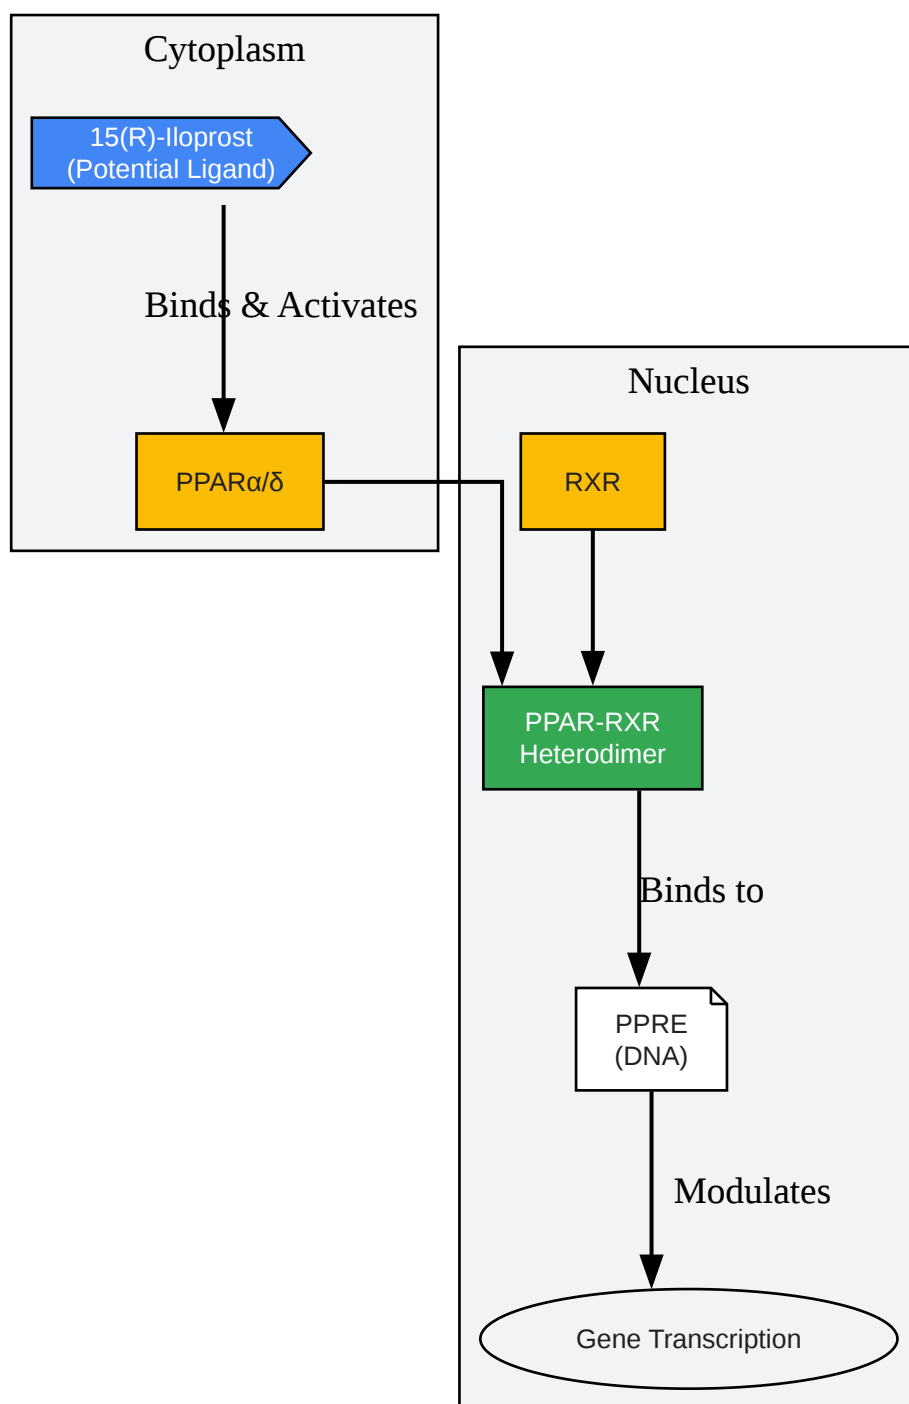 Cytoplasm
15(R)-Iloprost
(Potential Ligand)
Binds & Activates
PPARα/δ
Nucleus
RXR
PPAR-RXR
Heterodimer
Binds to
PPRE
(DNA)
Modulates
Gene Transcription